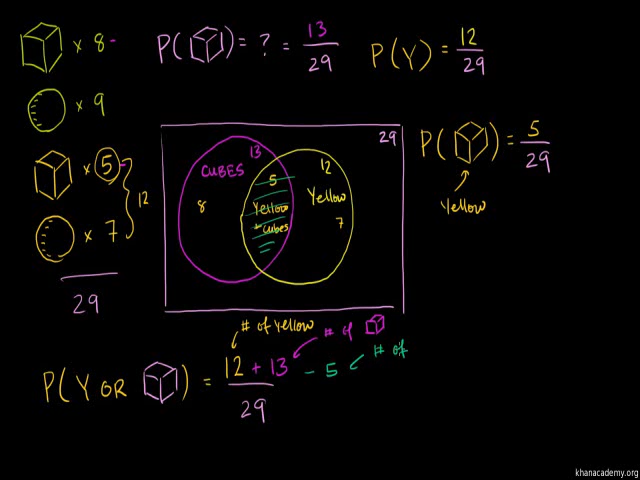 × 8 -
P( ) = ? = 13/29
P(Y) = 12/29
× 9
29
P( ) = 5/29
Yellow
CUBES 13
12
5
8
Yellow
Cubes
Yellow
7
× 5
× 7
12
29
# of Yellow
# of
P(Y OR ) = 12 + 13 - 5
# of
29
khanacademy.org